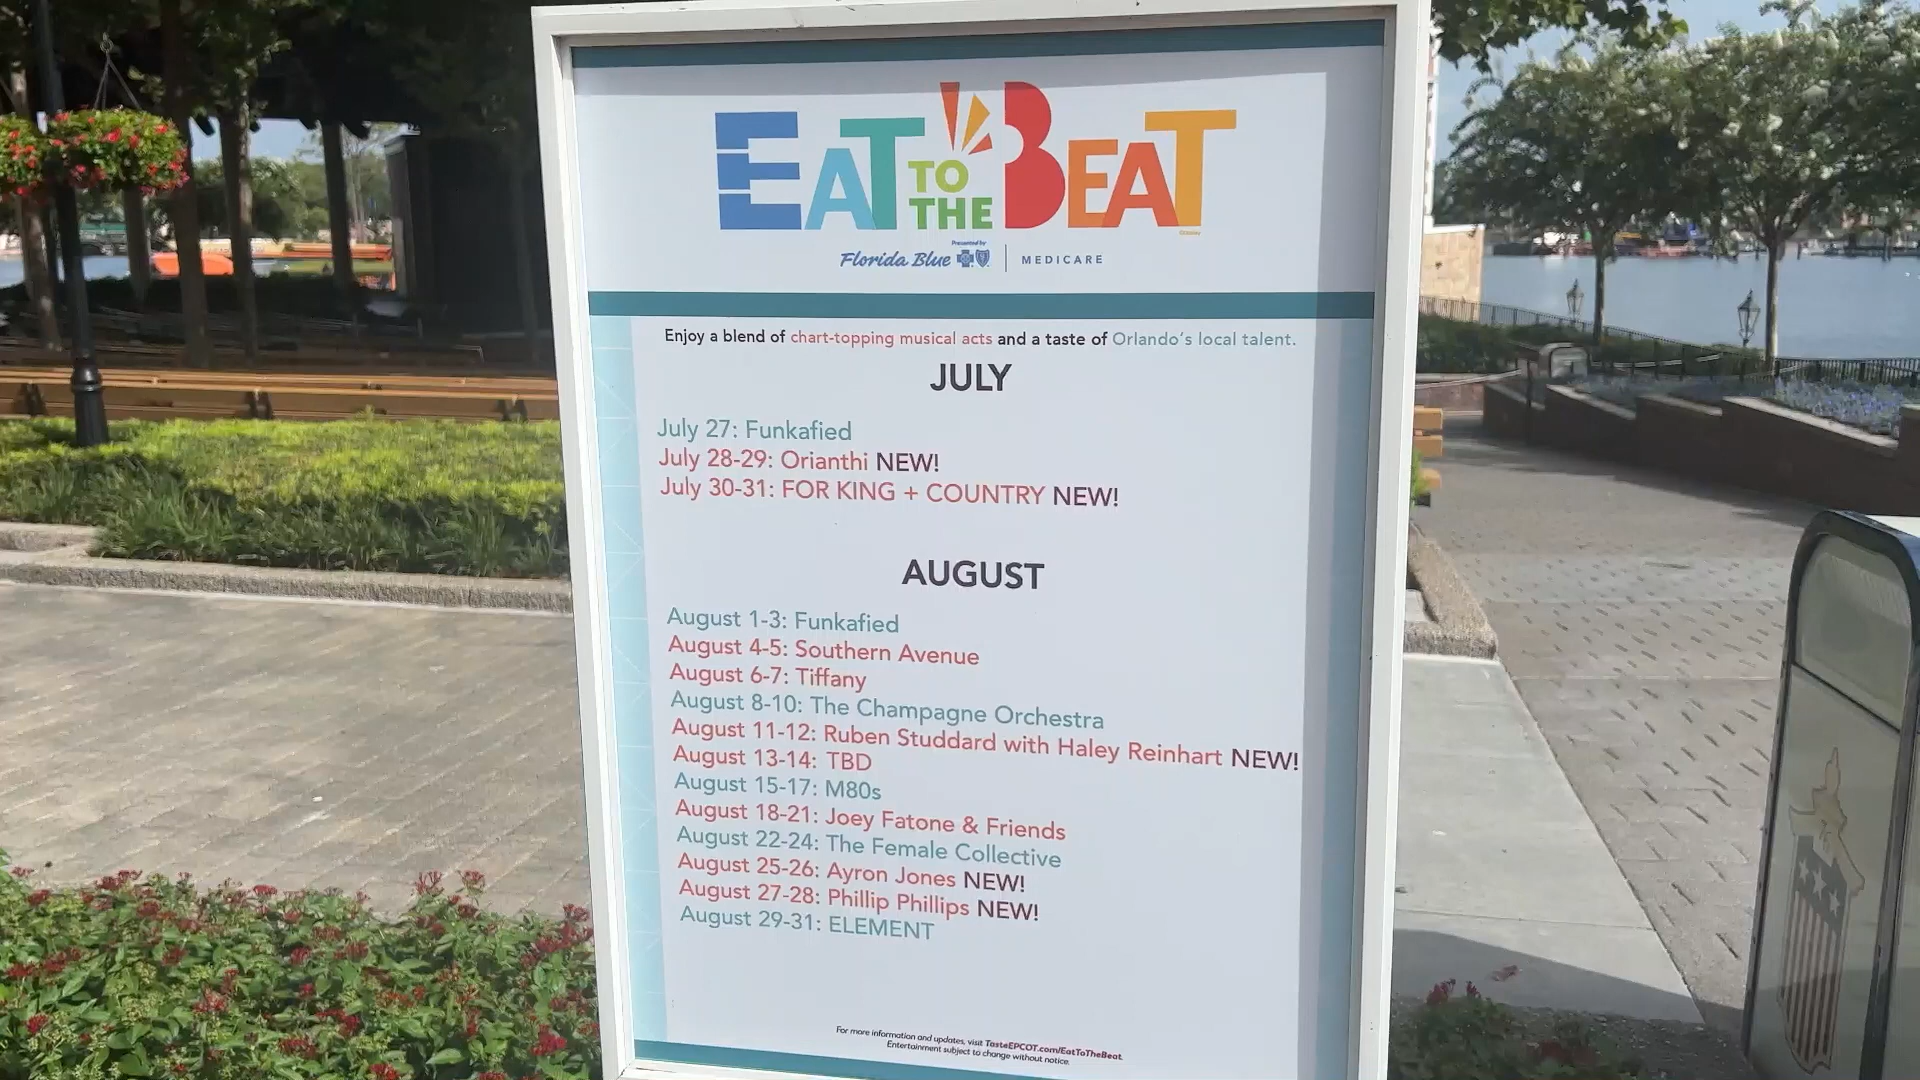 EAT TO THE BEAT
Presented by
Florida Blue MEDICARE
Enjoy a blend of chart-topping musical acts and a taste of Orlando's local talent.
JULY
July 27: Funkafied
July 28-29: Orianthi NEW!
July 30-31: FOR KING + COUNTRY NEW!
AUGUST
August 1-3: Funkafied
August 4-5: Southern Avenue
August 6-7: Tiffany
August 8-10: The Champagne Orchestra
August 11-12: Ruben Studdard with Haley Reinhart NEW!
August 13-14: TBD
August 15-17: M80s
August 18-21: Joey Fatone & Friends
August 22-24: The Female Collective
August 25-26: Ayron Jones NEW!
August 27-28: Phillip Phillips NEW!
August 29-31: ELEMENT
For more information and updates, visit TasteEPCOT.com/EatToTheBeat.
Entertainment subject to change without notice.